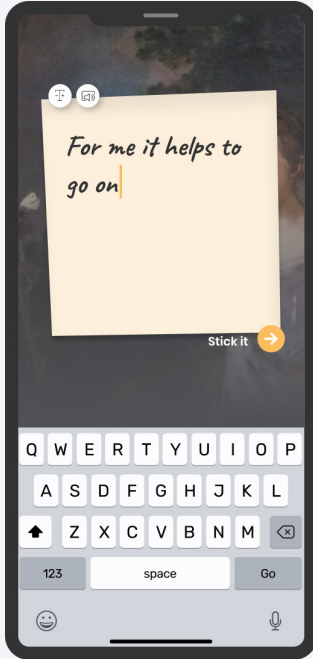 For me it helps to
go on
Stick it
Q W E R T Y U I O P
A S D F G H J K L
Z X C V B N M
123 space Go